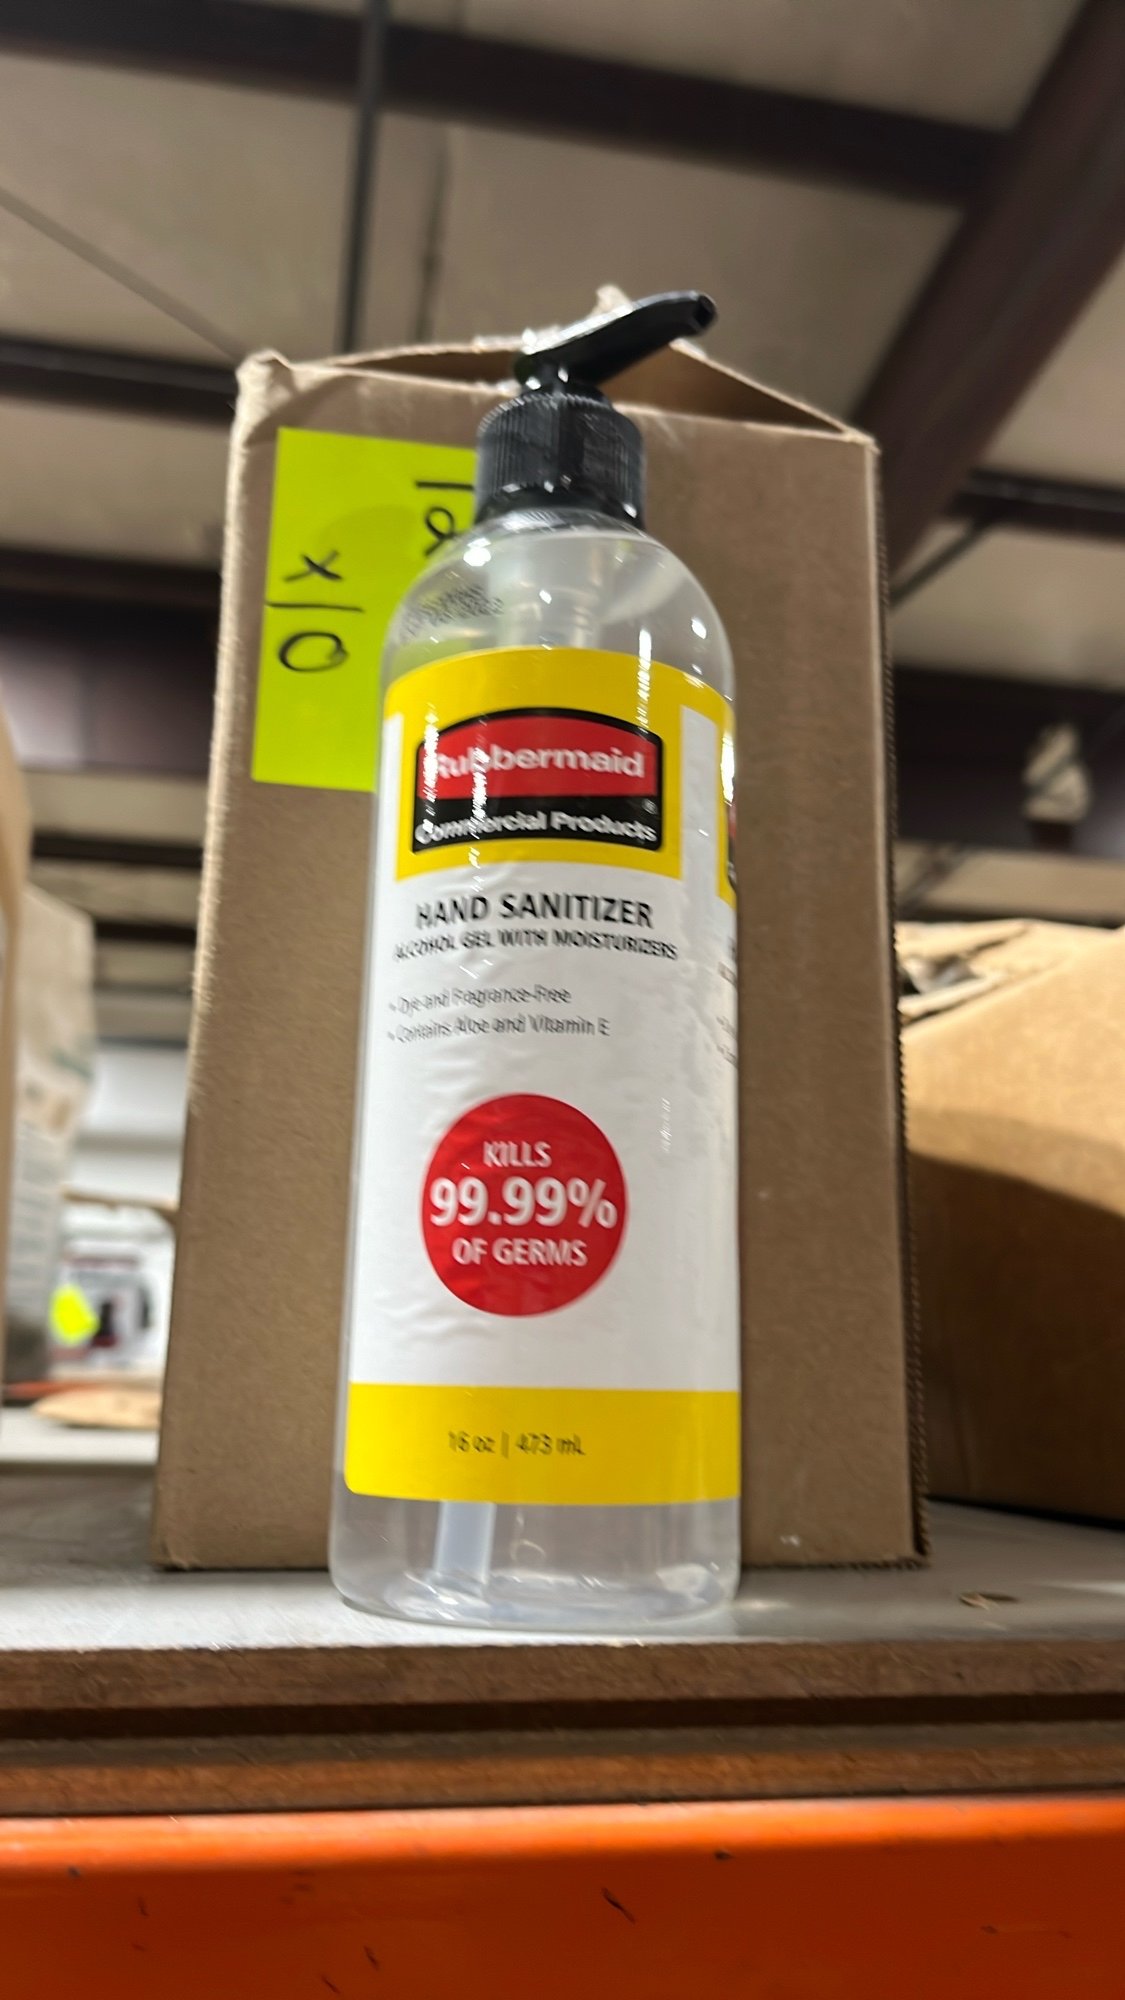 Rubbermaid
Commercial Products®
HAND SANITIZER
ALCOHOL GEL WITH MOISTURIZERS
• Dye and Fragrance-Free
• Contains Aloe and Vitamin E
KILLS
99.99%
OF GERMS
16 oz | 473 mL